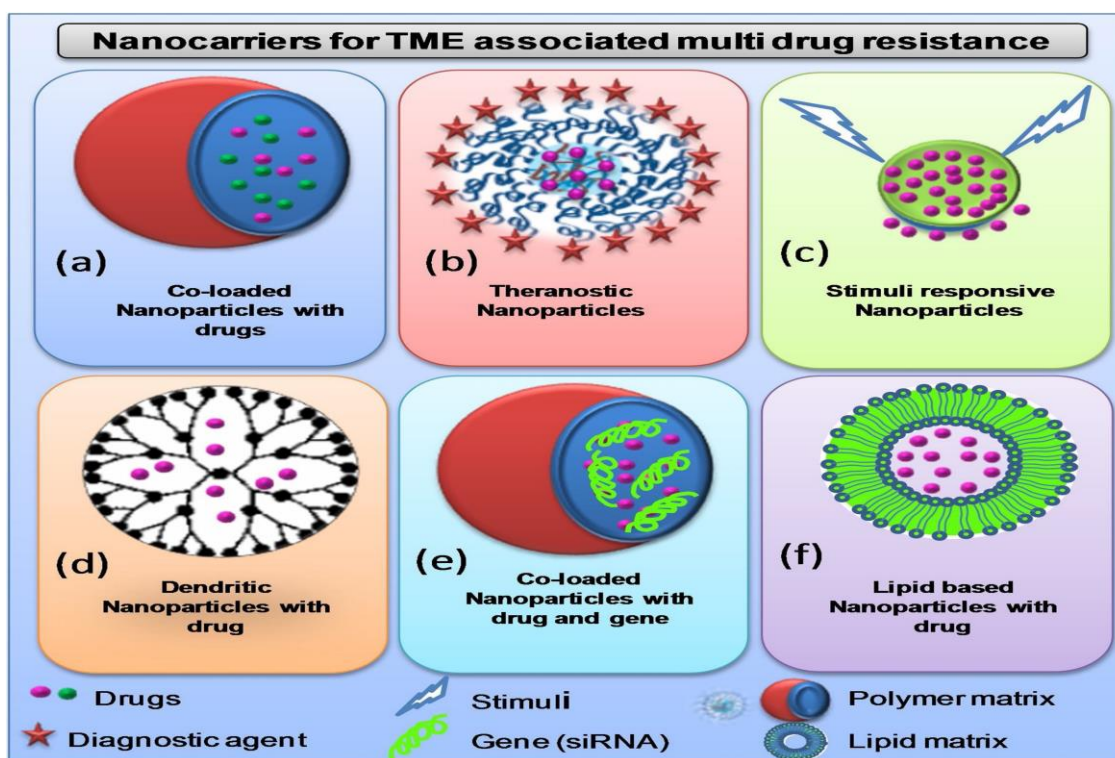 Nanocarriers for TME associated multi drug resistance
(a)
Co-loaded
Nanoparticles with
drugs
(b)
Theranostic
Nanoparticles
(c)
Stimuli responsive
Nanoparticles
(d)
Dendritic
Nanoparticles with
drug
(e)
Co-loaded
Nanoparticles with
drug and gene
(f)
Lipid based
Nanoparticles with
drug
Drugs
Stimuli
Polymer matrix
Diagnostic agent
Gene (siRNA)
Lipid matrix